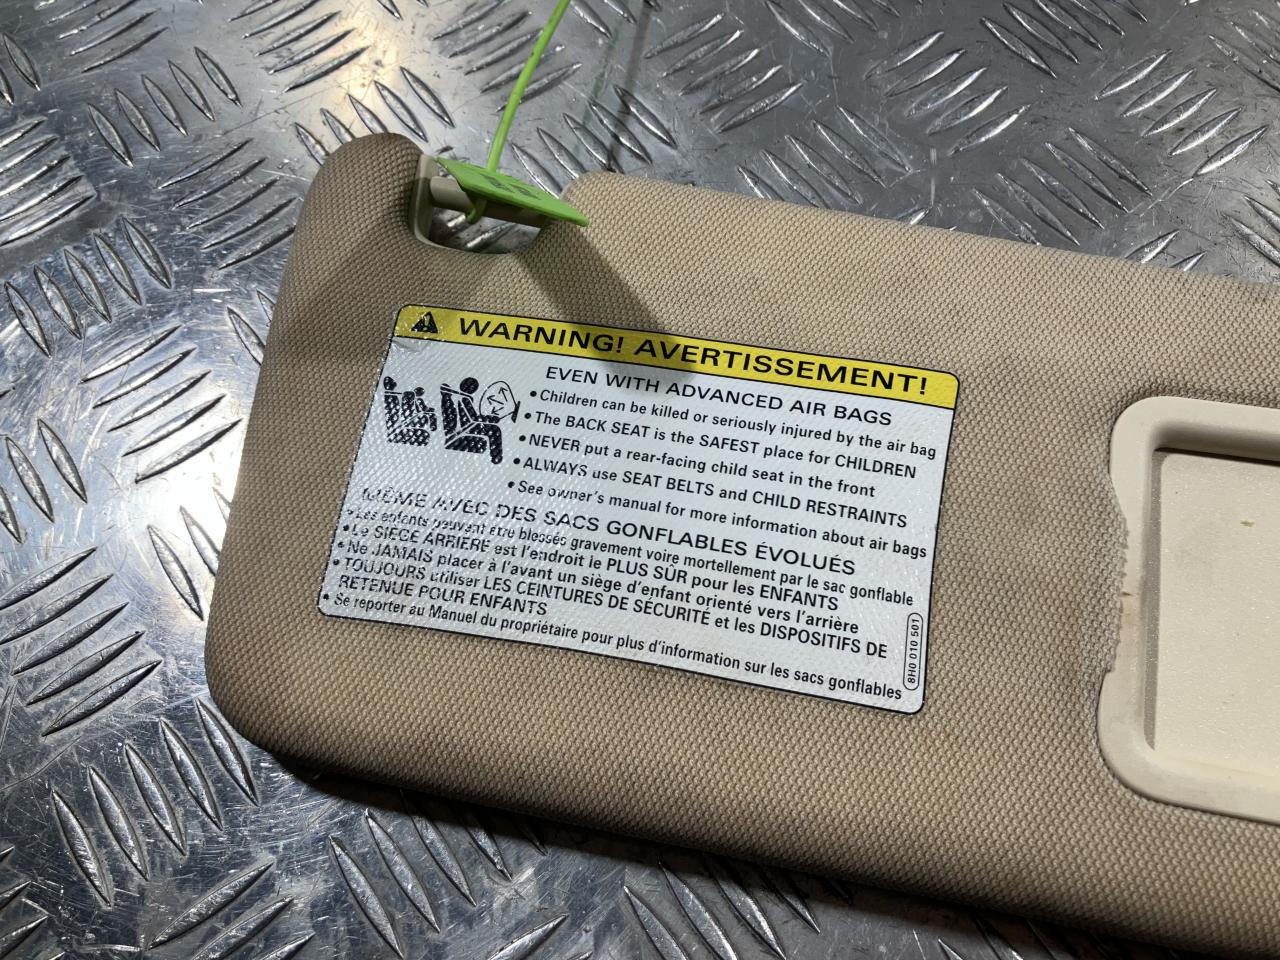 WARNING! AVERTISSEMENT!
EVEN WITH ADVANCED AIR BAGS
• Children can be killed or seriously injured by the air bag
• The BACK SEAT is the SAFEST place for CHILDREN
• NEVER put a rear-facing child seat in the front
• ALWAYS use SEAT BELTS and CHILD RESTRAINTS
• See owner's manual for more information about air bags
MÊME AVEC DES SACS GONFLABLES ÉVOLUÉS
• Les enfants peuvent être blessés gravement voire mortellement par le sac gonflable
• Le SIEGE ARRIERE est l'endroit le PLUS SÛR pour les ENFANTS
• Ne JAMAIS placer à l'avant un siège d'enfant orienté vers l'arrière
• TOUJOURS utiliser LES CEINTURES DE SÉCURITÉ et les DISPOSITIFS DE
RETENUE POUR ENFANTS
• Se reporter au Manuel du propriétaire pour plus d'information sur les sacs gonflables
8H0 010 501